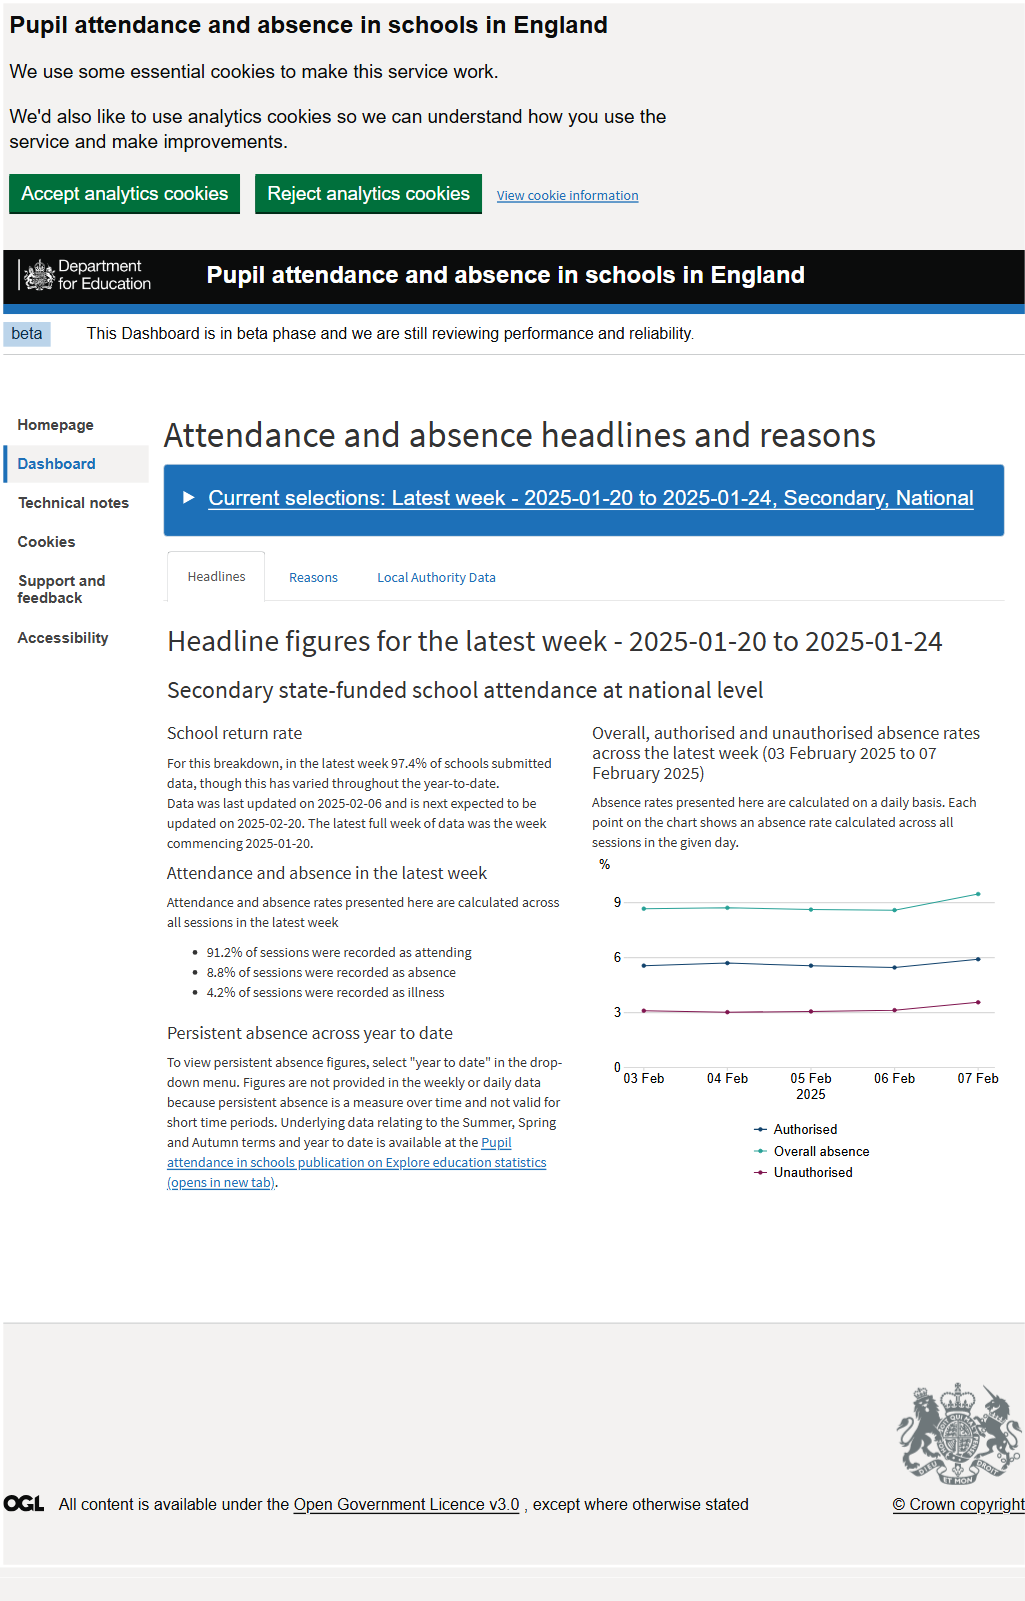 Pupil attendance and absence in schools in England
We use some essential cookies to make this service work.
We'd also like to use analytics cookies so we can understand how you use the
service and make improvements.
Accept analytics cookies
Reject analytics cookies
View cookie information
Department
for Education
Pupil attendance and absence in schools in England
beta
This Dashboard is in beta phase and we are still reviewing performance and reliability.
Homepage
Dashboard
Technical notes
Cookies
Support and
feedback
Accessibility
Attendance and absence headlines and reasons
Current selections: Latest week - 2025-01-20 to 2025-01-24, Secondary, National
Headlines
Reasons
Local Authority Data
Headline figures for the latest week - 2025-01-20 to 2025-01-24
Secondary state-funded school attendance at national level
School return rate
For this breakdown, in the latest week 97.4% of schools submitted
data, though this has varied throughout the year-to-date.
Data was last updated on 2025-02-06 and is next expected to be
updated on 2025-02-20. The latest full week of data was the week
commencing 2025-01-20.
Attendance and absence in the latest week
Attendance and absence rates presented here are calculated across
all sessions in the latest week
• 91.2% of sessions were recorded as attending
• 8.8% of sessions were recorded as absence
• 4.2% of sessions were recorded as illness
Persistent absence across year to date
To view persistent absence figures, select "year to date" in the drop-
down menu. Figures are not provided in the weekly or daily data
because persistent absence is a measure over time and not valid for
short time periods. Underlying data relating to the Summer, Spring
and Autumn terms and year to date is available at the Pupil
attendance in schools publication on Explore education statistics
(opens in new tab).
Overall, authorised and unauthorised absence rates
across the latest week (03 February 2025 to 07
February 2025)
Absence rates presented here are calculated on a daily basis. Each
point on the chart shows an absence rate calculated across all
sessions in the given day.
%
9
6
3
0
03 Feb
04 Feb
05 Feb
2025
06 Feb
07 Feb
Authorised
Overall absence
Unauthorised
DIEU ET MON DROIT
OGL
All content is available under the Open Government Licence v3.0 , except where otherwise stated
© Crown copyright